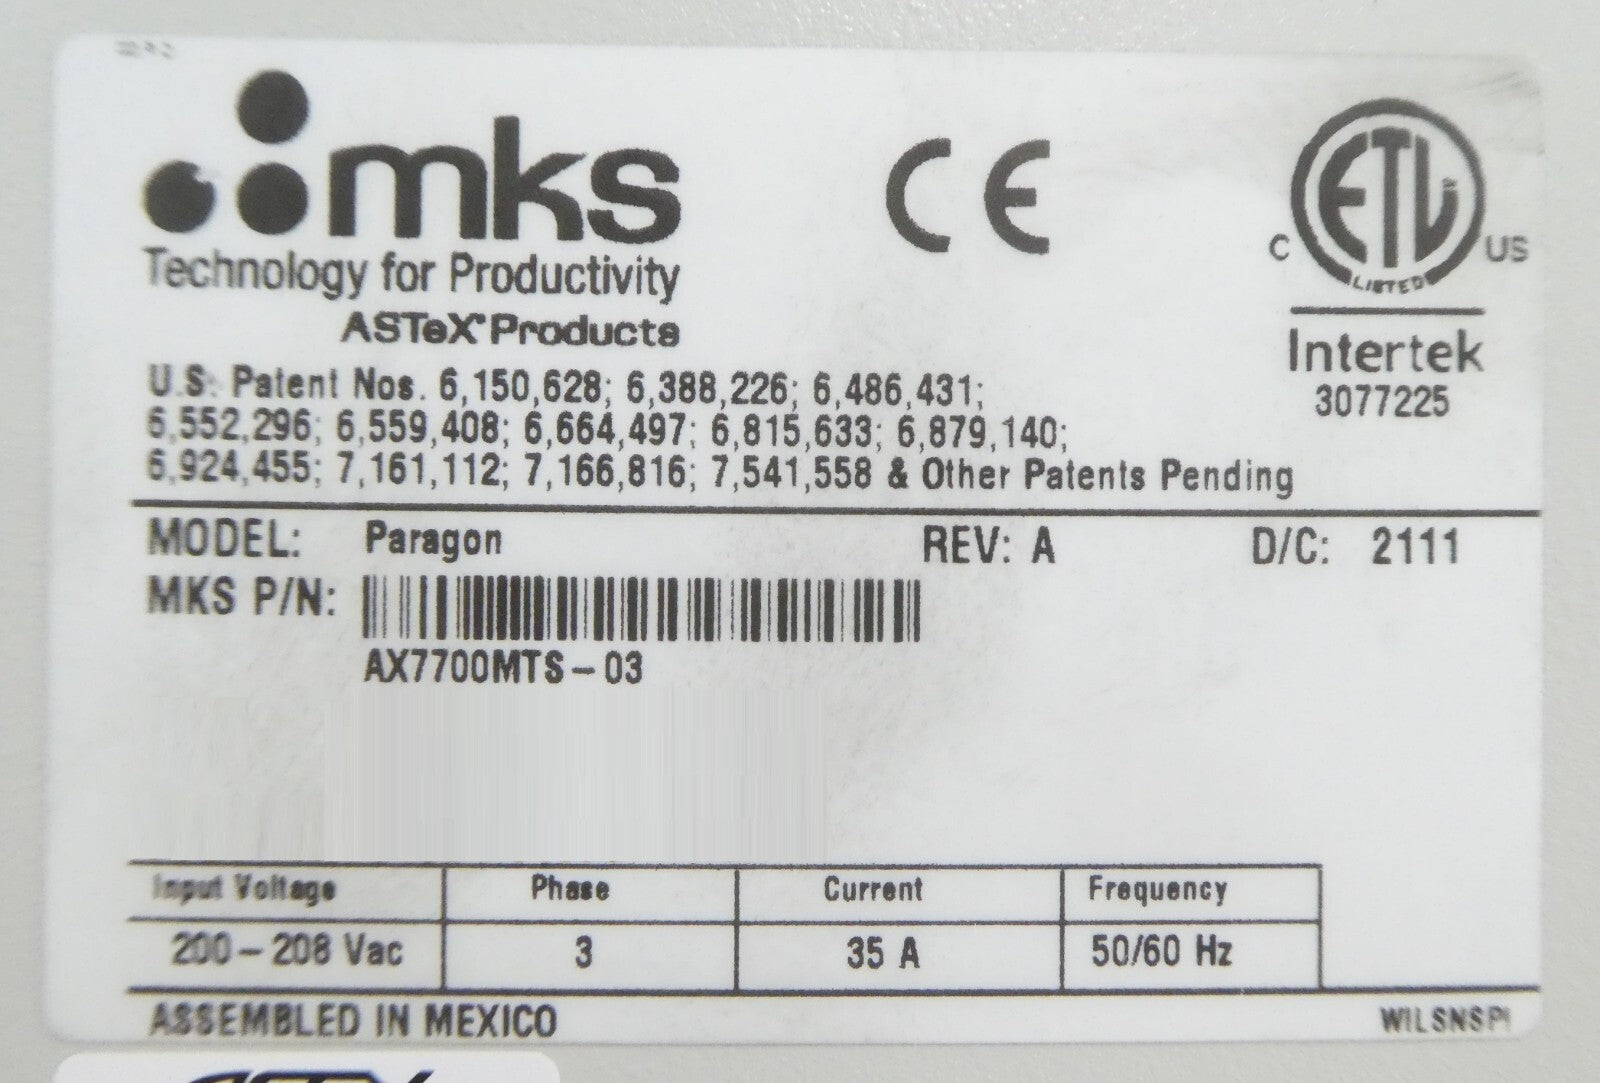 mks
CE
ETL
C US
LISTED
Technology for Productivity
ASTeX Products
Intertek
3077225
U.S. Patent Nos. 6,150,628; 6,388,226; 6,486,431;
6,552,296; 6,559,408; 6,664,497; 6,815,633; 6,879,140;
6,924,455; 7,161,112; 7,166,816; 7,541,558 & Other Patents Pending
MODEL: Paragon REV: A D/C: 2111
MKS P/N:
AX7700MTS-03
Input Voltage Phase Current Frequency
200-208 Vac 3 35 A 50/60 Hz
ASSEMBLED IN MEXICO WILSNSPI